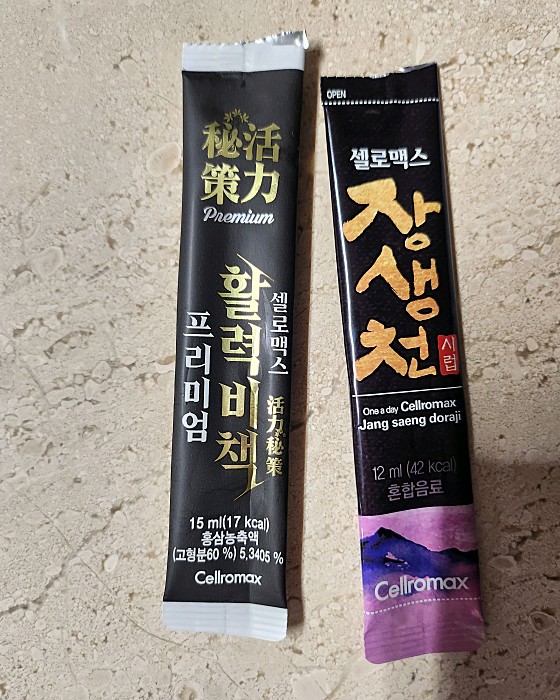 秘活
策力
Premium
셀로맥스
활력비책
活力秘策
프리미엄
15 ml(17 kcal)
홍삼농축액
(고형분60 %) 5.3405 %
Cellromax
OPEN
셀로맥스
장생천
시럽
One a day Cellromax
Jang saeng doraji
12 ml (42 kcal)
혼합음료
Cellromax